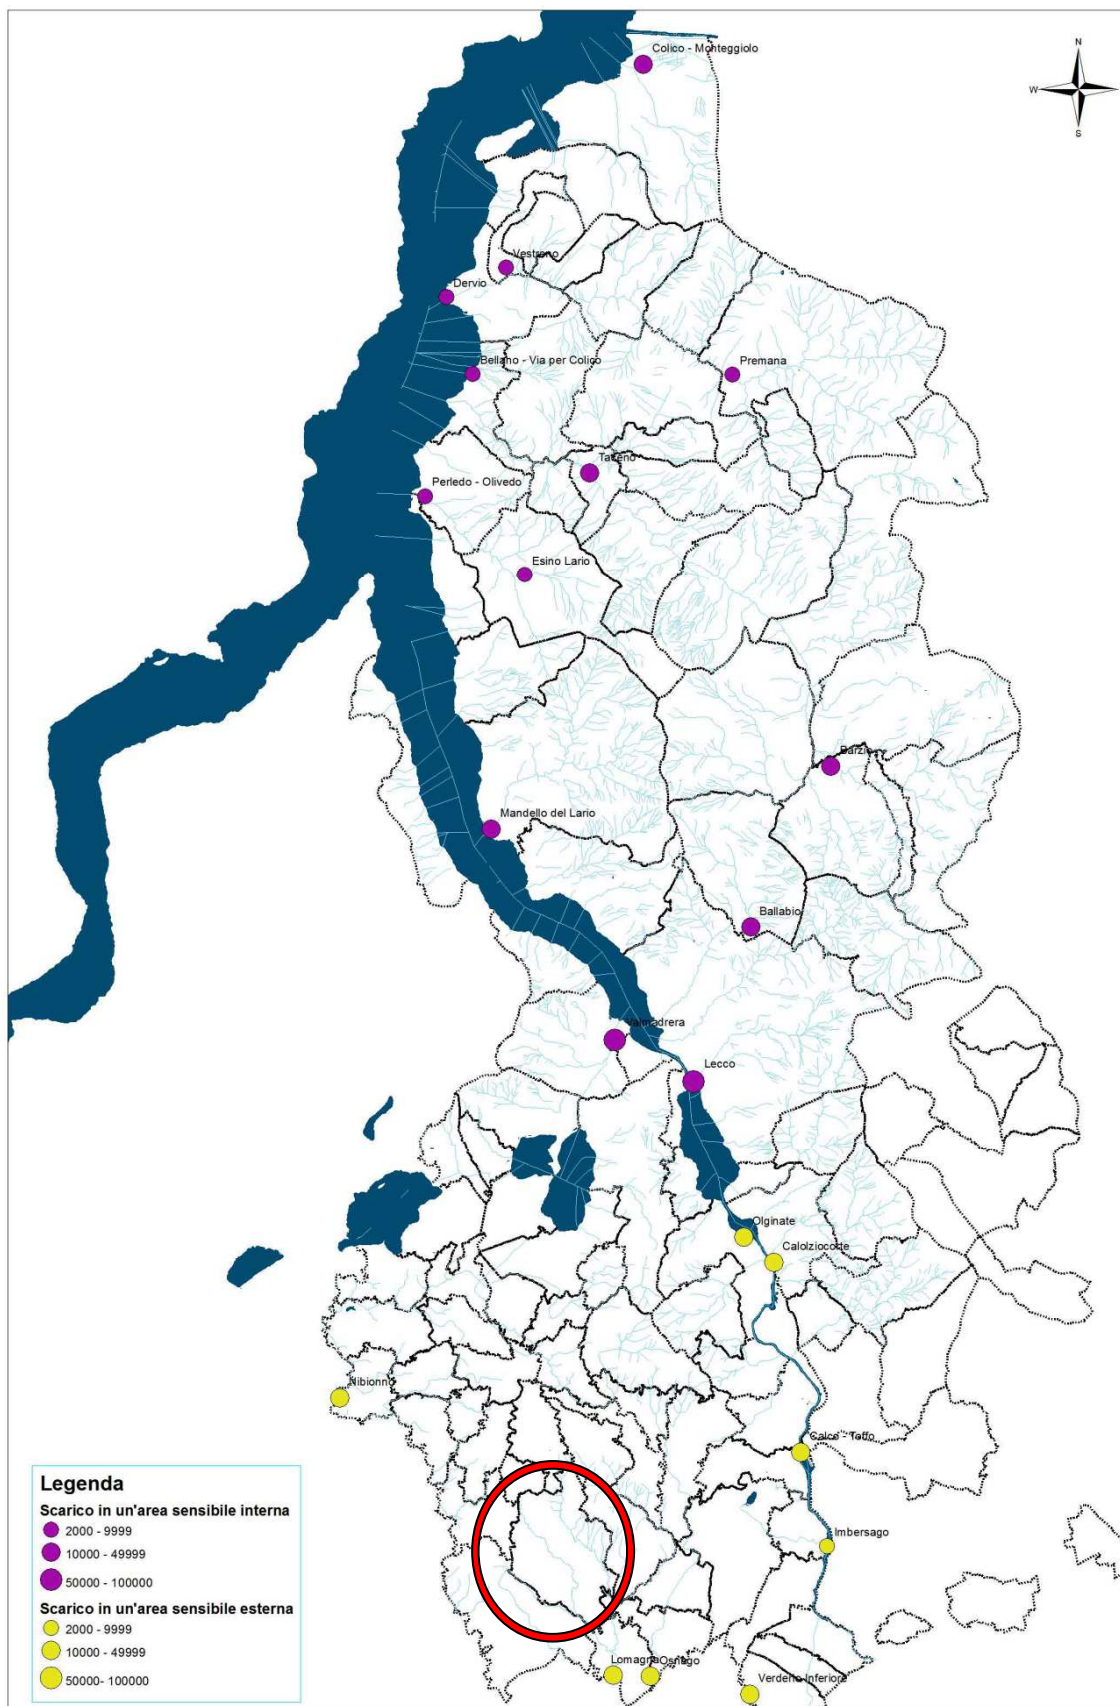 N
W
E
S
Colico - Monteggiolo
Vestreno
Dervio
Bellano - Via per Colico
Premana
Taceno
Perledo - Olivedo
Esino Lario
Barzio
Mandello del Lario
Ballabio
Valmadrera
Lecco
Olginate
Calolziocorte
Nibionno
Calco - Toffo
Imbersago
Lomagna
Osnago
Verderio Inferiore
Legenda
Scarico in un'area sensibile interna
2000 - 9999
10000 - 49999
50000 - 100000
Scarico in un'area sensibile esterna
2000 - 9999
10000 - 49999
50000- 100000